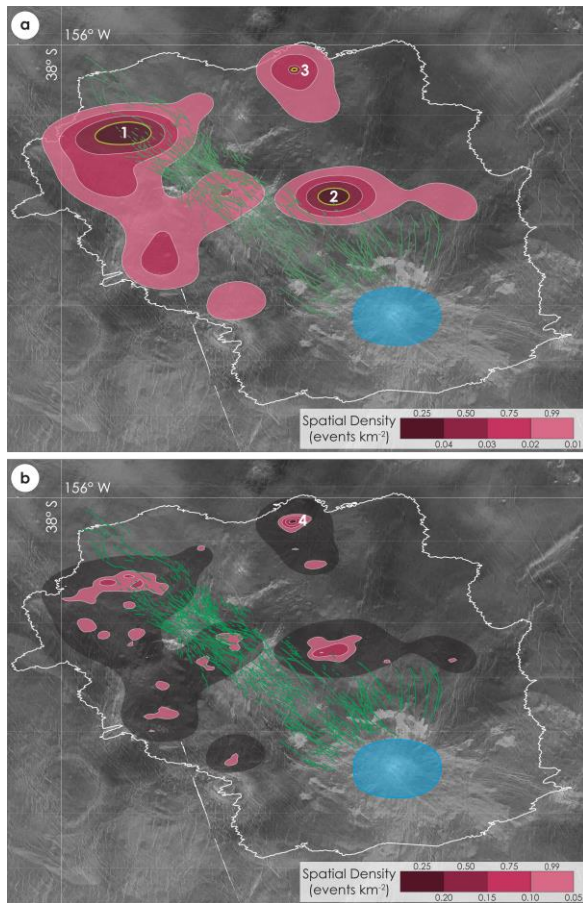 a
156° W
38° S
3
1
2
Spatial Density
(events km-2)
0.25 0.50 0.75 0.99
0.04 0.03 0.02 0.01
b
156° W
38° S
4
Spatial Density
(events km-2)
0.25 0.50 0.75 0.99
0.20 0.15 0.10 0.05